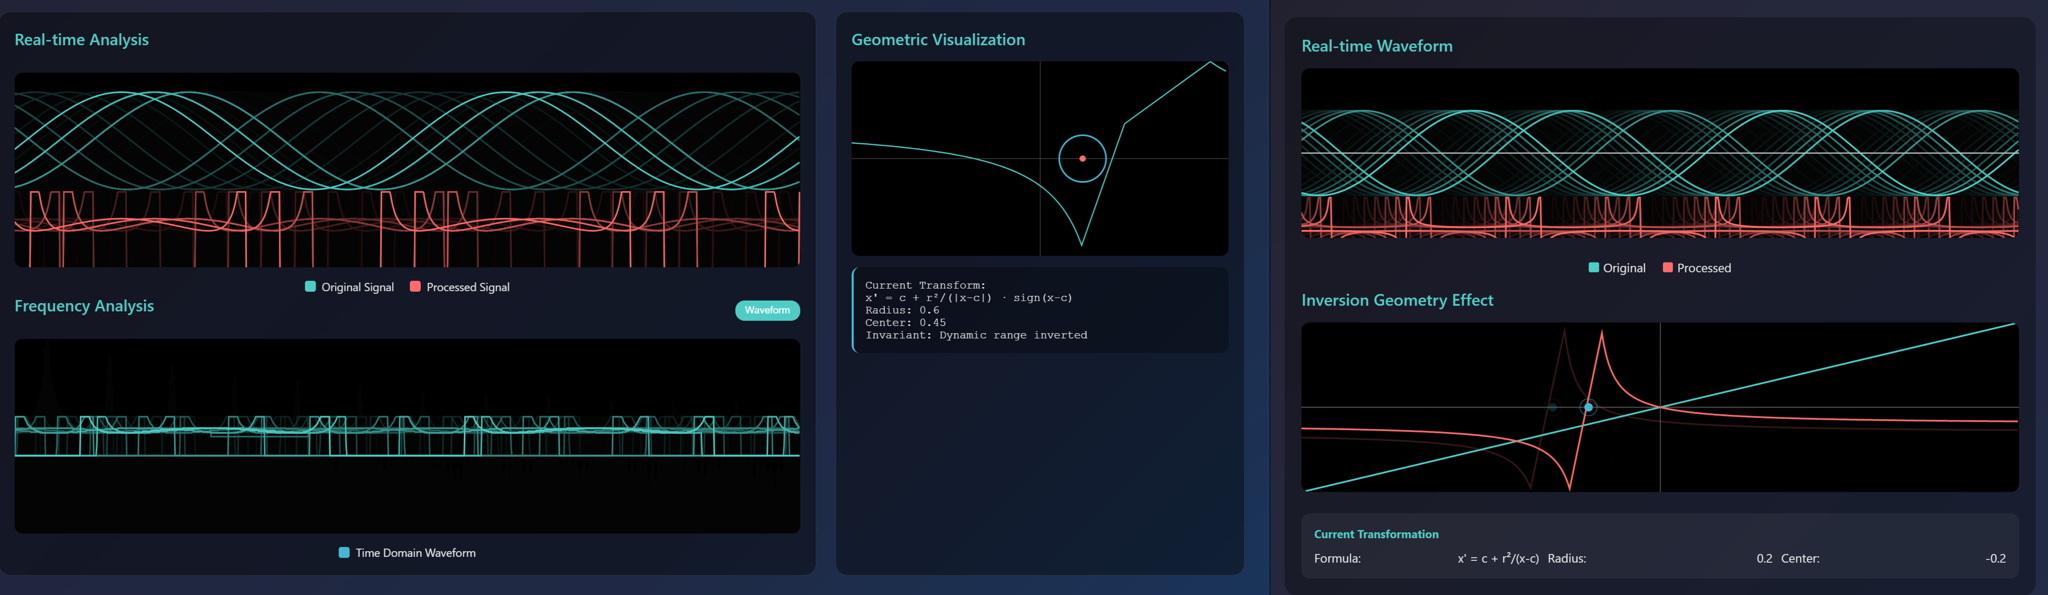 Real-time Analysis
Original Signal
Processed Signal
Frequency Analysis
Waveform
Time Domain Waveform
Geometric Visualization
Current Transform:
x' = c + r²/(|x-c|) · sign(x-c)
Radius: 0.6
Center: 0.45
Invariant: Dynamic range inverted
Real-time Waveform
Original
Processed
Inversion Geometry Effect
Current Transformation
Formula: x' = c + r²/(x-c) Radius: 0.2 Center: -0.2